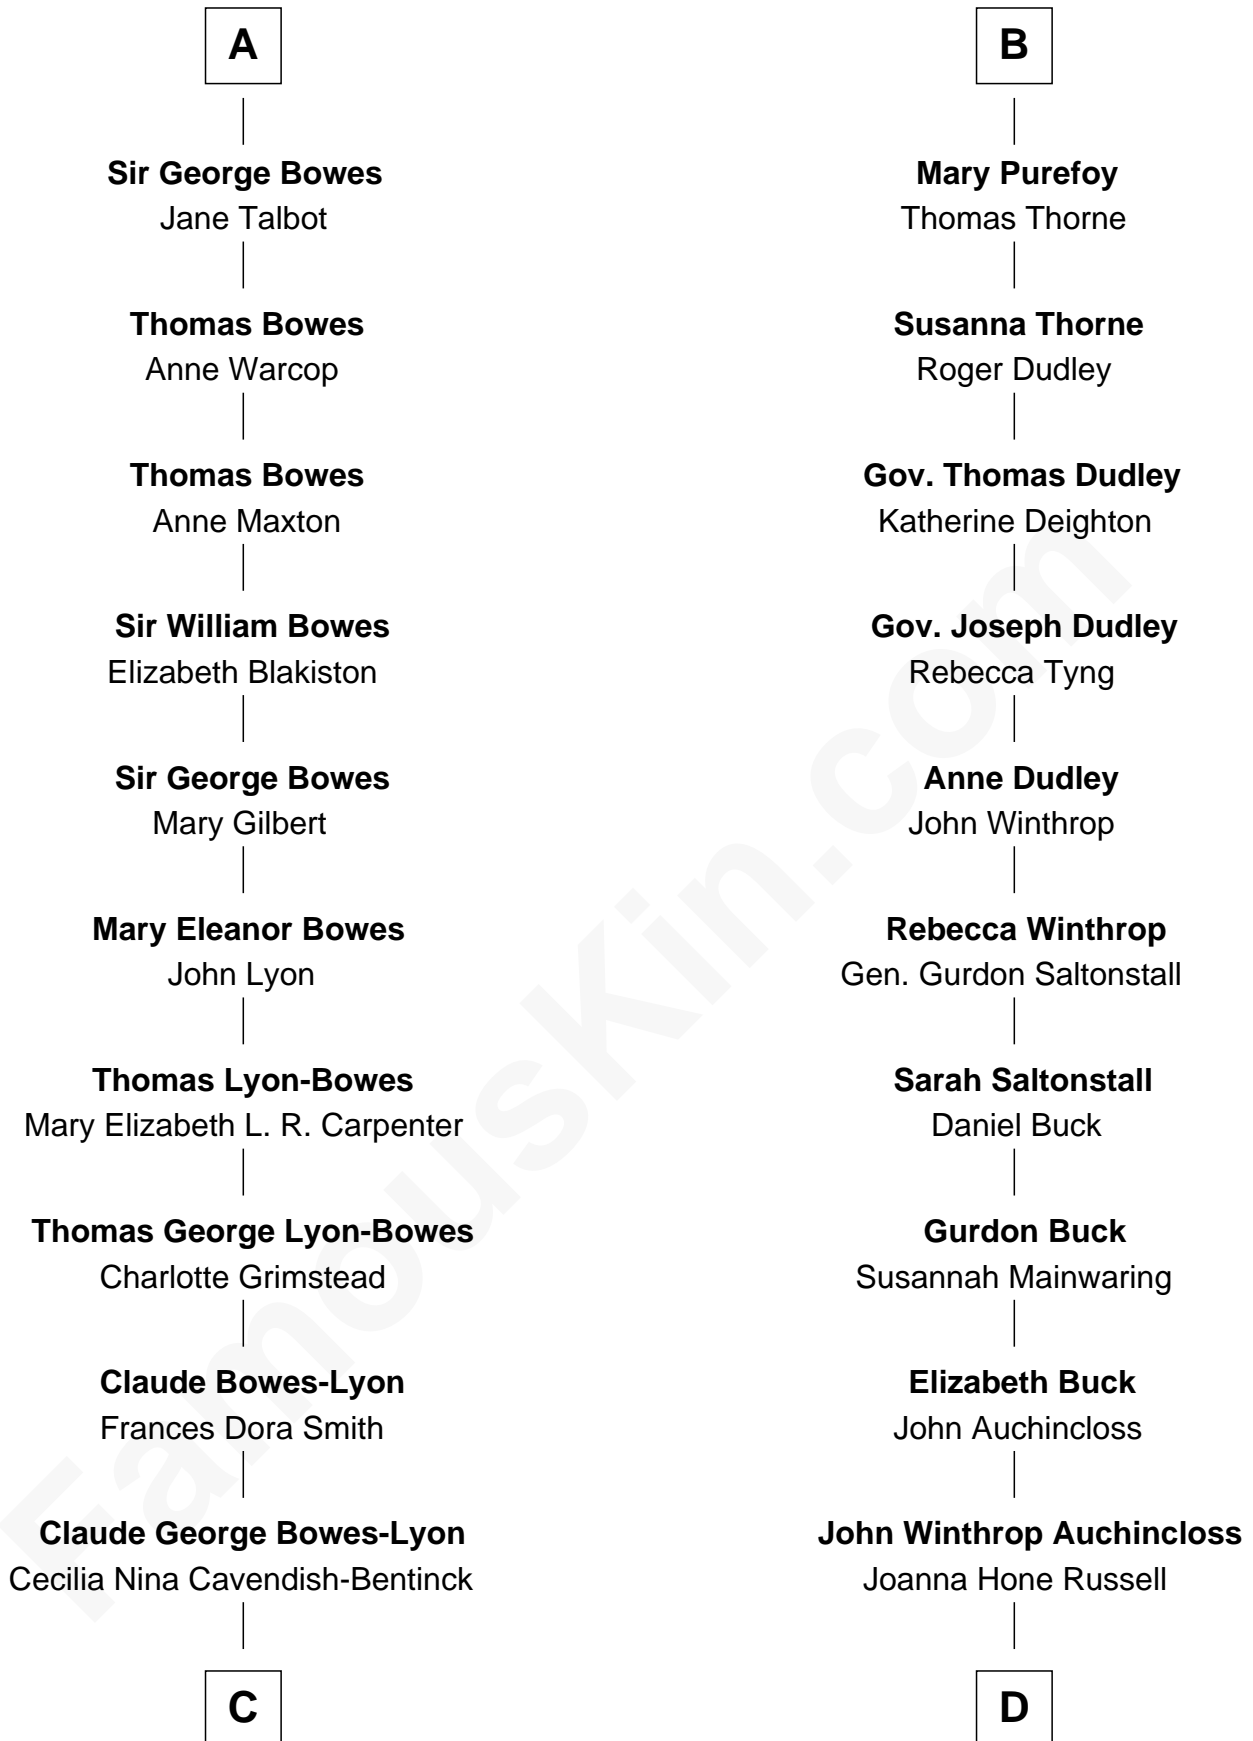 A
Sir George Bowes
Jane Talbot
Thomas Bowes
Anne Warcop
Thomas Bowes
Anne Maxton
Sir William Bowes
Elizabeth Blakiston
Sir George Bowes
Mary Gilbert
Mary Eleanor Bowes
John Lyon
Thomas Lyon-Bowes
Mary Elizabeth L. R. Carpenter
Thomas George Lyon-Bowes
Charlotte Grimstead
Claude Bowes-Lyon
Frances Dora Smith
Claude George Bowes-Lyon
Cecilia Nina Cavendish-Bentinck
C
B
Mary Purefoy
Thomas Thorne
Susanna Thorne
Roger Dudley
Gov. Thomas Dudley
Katherine Deighton
Gov. Joseph Dudley
Rebecca Tyng
Anne Dudley
John Winthrop
Rebecca Winthrop
Gen. Gurdon Saltonstall
Sarah Saltonstall
Daniel Buck
Gurdon Buck
Susannah Mainwaring
Elizabeth Buck
John Auchincloss
John Winthrop Auchincloss
Joanna Hone Russell
D
FamousKin.com